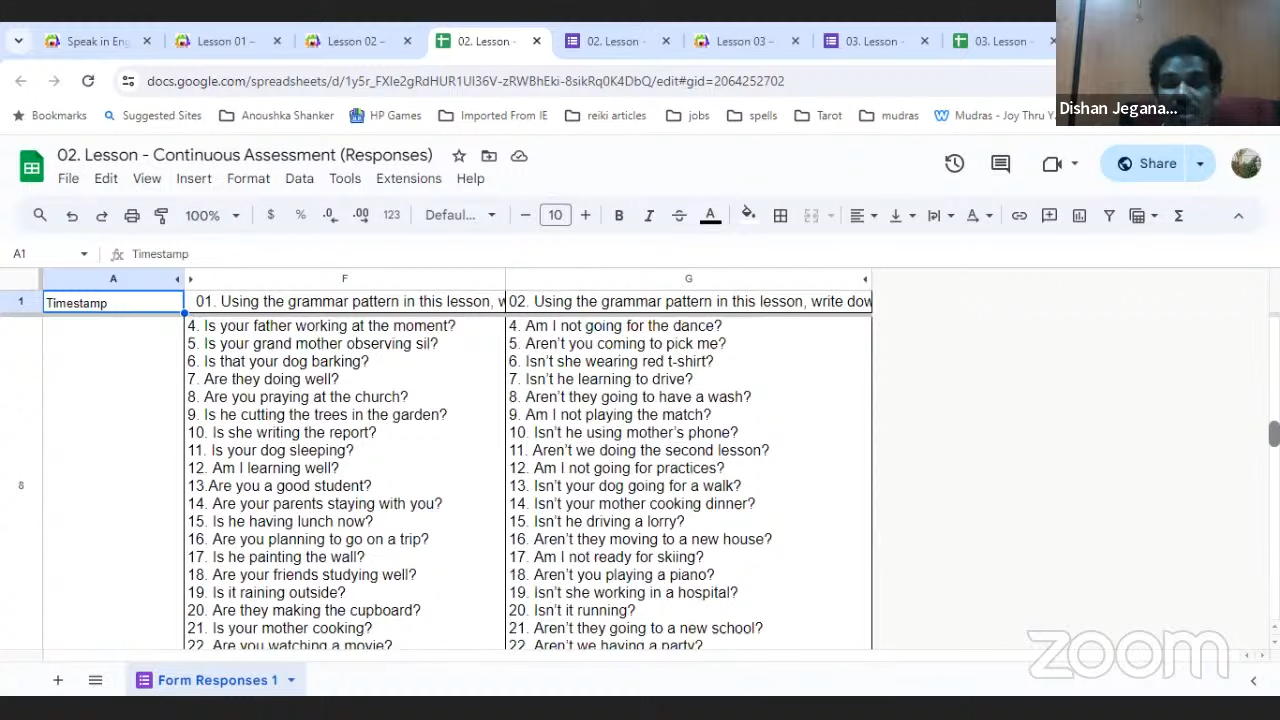 Speak in En
Lesson 01 –
Lesson 02 –
02. Lesson -
02. Lesson -
Lesson 03 –
03. Lesson -
03. Lesson -
docs.google.com/spreadsheets/d/1y5r_FXIe2gRdHUR1Ul36V-zRWBhEki-8sikRq0K4DbQ/edit#gid=2064252702
Dishan Jegana...
Bookmarks
Suggested Sites
Anoushka Shanker
HP Games
Imported From IE
reiki articles
jobs
spells
Tarot
mudras
Mudras - Joy Thru Y
02. Lesson - Continuous Assessment (Responses)
File Edit View Insert Format Data Tools Extensions Help
Share
100%
$ % .0 .00 123 Defaul... 10 B I A
A1
fx Timestamp
A F G
1 Timestamp
01. Using the grammar pattern in this lesson, w
02. Using the grammar pattern in this lesson, write dow
8
4. Is your father working at the moment?
5. Is your grand mother observing sil?
6. Is that your dog barking?
7. Are they doing well?
8. Are you praying at the church?
9. Is he cutting the trees in the garden?
10. Is she writing the report?
11. Is your dog sleeping?
12. Am I learning well?
13.Are you a good student?
14. Are your parents staying with you?
15. Is he having lunch now?
16. Are you planning to go on a trip?
17. Is he painting the wall?
18. Are your friends studying well?
19. Is it raining outside?
20. Are they making the cupboard?
21. Is your mother cooking?
22. Are you watching a movie?
4. Am I not going for the dance?
5. Aren't you coming to pick me?
6. Isn't she wearing red t-shirt?
7. Isn't he learning to drive?
8. Aren't they going to have a wash?
9. Am I not playing the match?
10. Isn't he using mother's phone?
11. Aren't we doing the second lesson?
12. Am I not going for practices?
13. Isn't your dog going for a walk?
14. Isn't your mother cooking dinner?
15. Isn't he driving a lorry?
16. Aren't they moving to a new house?
17. Am I not ready for skiing?
18. Aren't you playing a piano?
19. Isn't she working in a hospital?
20. Isn't it running?
21. Aren't they going to a new school?
22. Aren't we having a party?
zoom
Form Responses 1